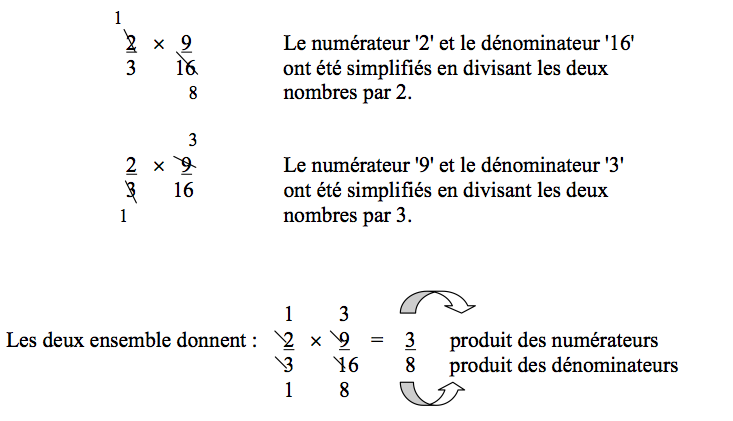 1
2 × 9 Le numérateur '2' et le dénominateur '16'
3 16 ont été simplifiés en divisant les deux
8 nombres par 2.
3
2 × 9 Le numérateur '9' et le dénominateur '3'
3 16 ont été simplifiés en divisant les deux
1 nombres par 3.
1 3
Les deux ensemble donnent : 2 × 9 = 3 produit des numérateurs
3 16 8 produit des dénominateurs
1 8